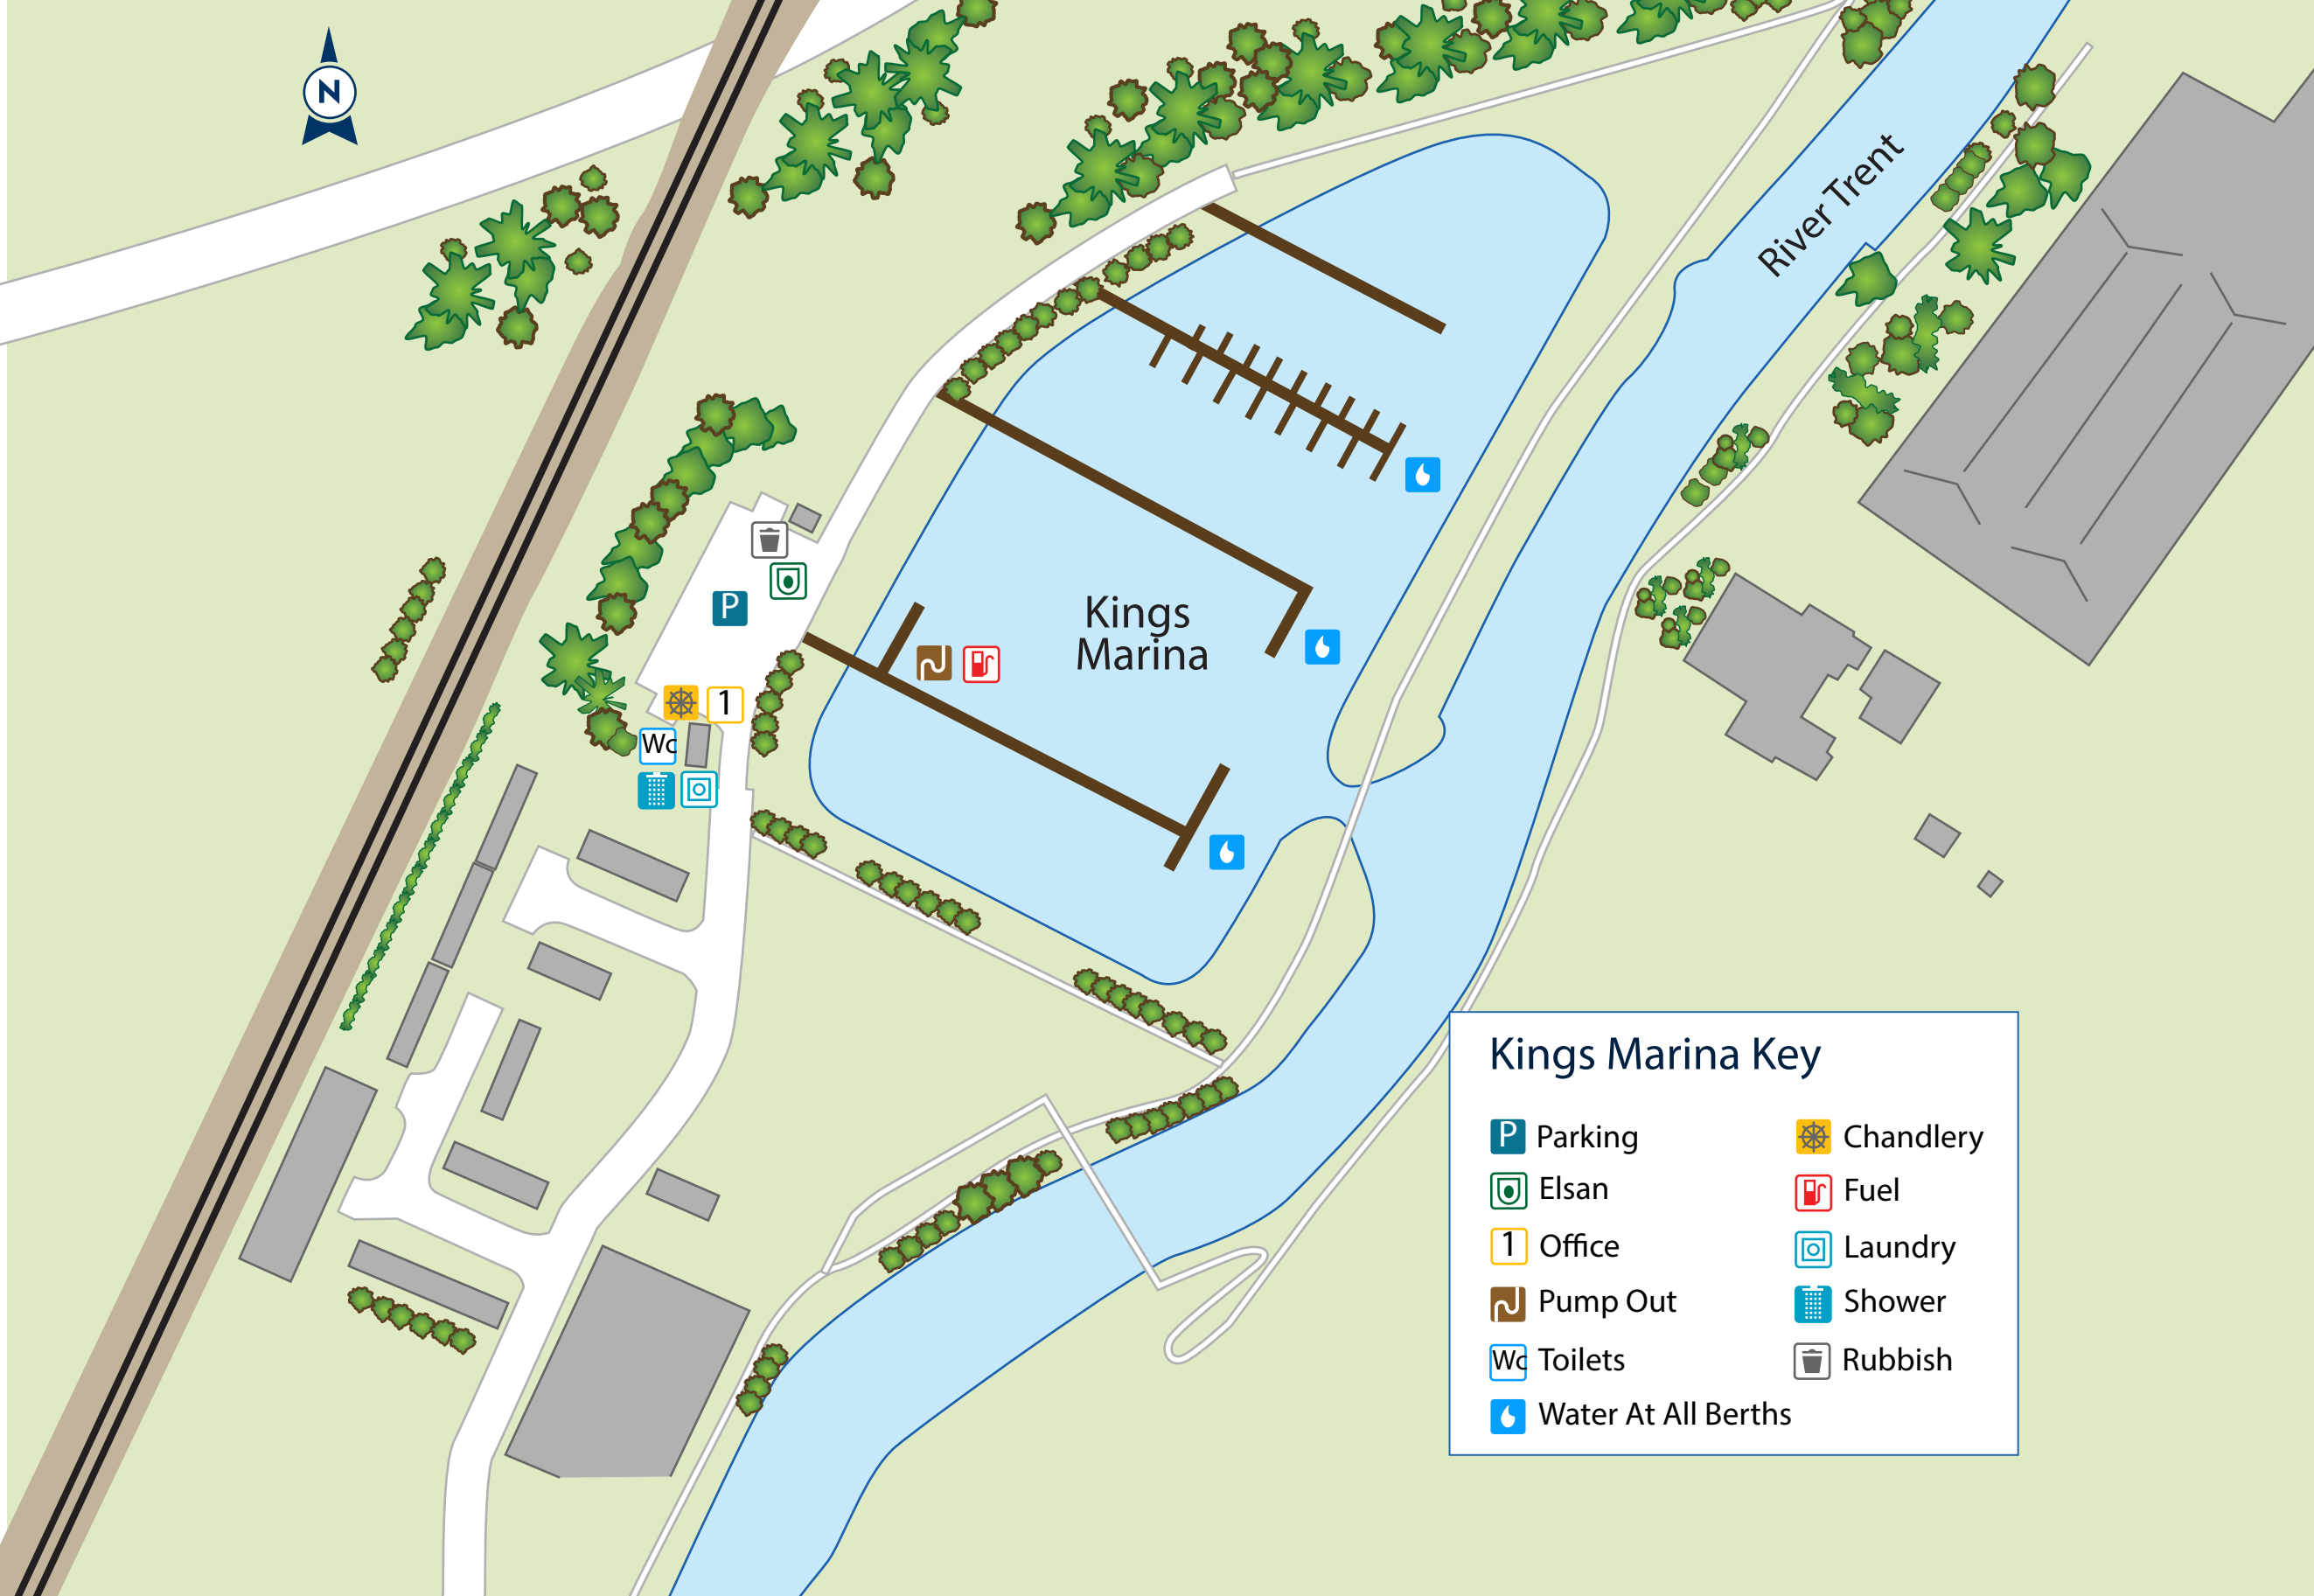 N
River Trent
P
Kings
Marina
1
Wc
Kings Marina Key
P Parking
Chandlery
Elsan
Fuel
1 Office
Laundry
Pump Out
Shower
Wc Toilets
Rubbish
Water At All Berths